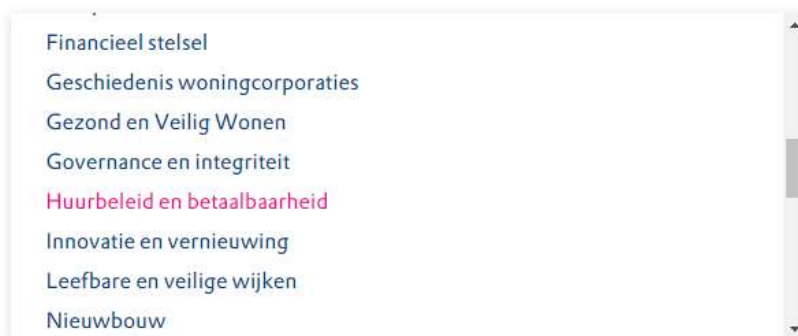 Financieel stelsel
Geschiedenis woningcorporaties
Gezond en Veilig Wonen
Governance en integriteit
Huurbeleid en betaalbaarheid
Innovatie en vernieuwing
Leefbare en veilige wijken
Nieuwbouw